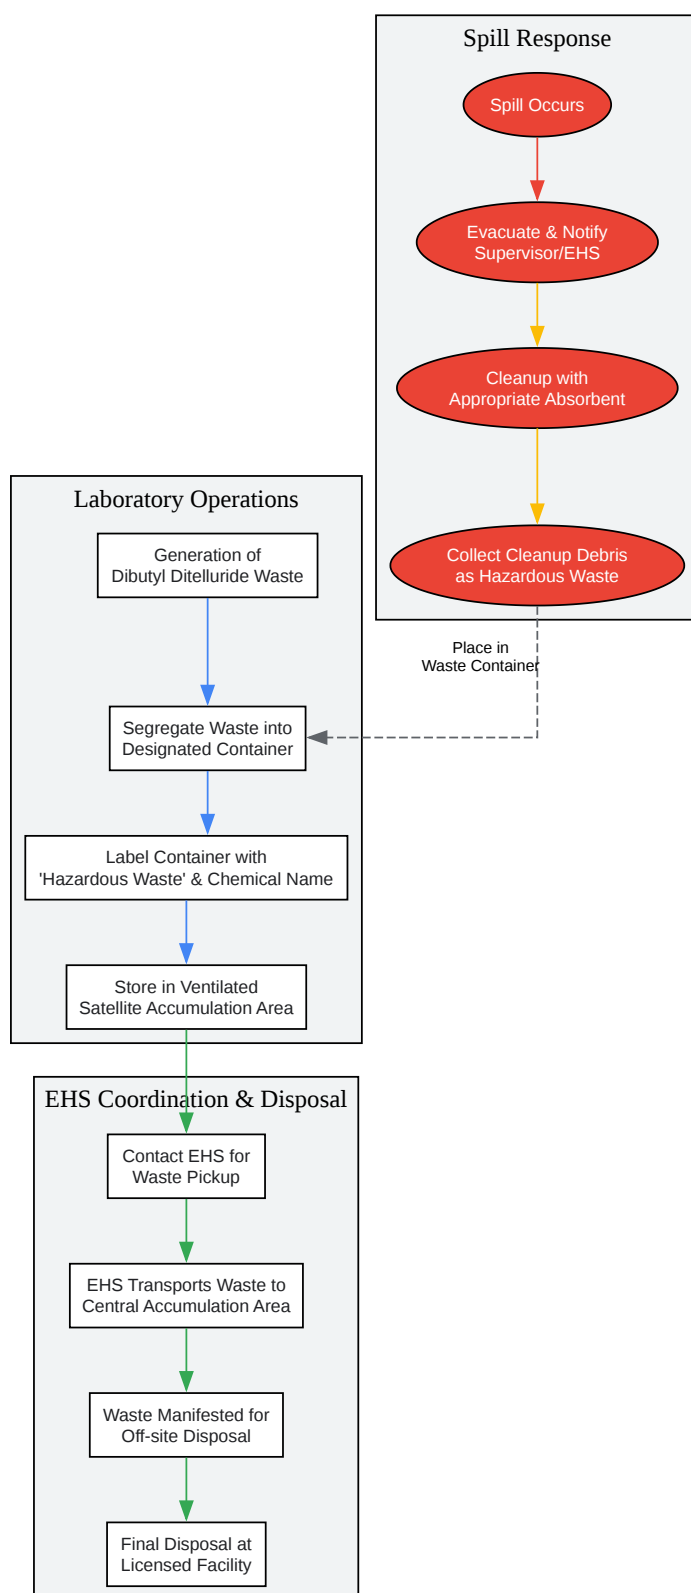 Spill Response
Spill Occurs
Evacuate & Notify
Supervisor/EHS
Cleanup with
Appropriate Absorbent
Collect Cleanup Debris
as Hazardous Waste
Place in
Waste Container
Laboratory Operations
Generation of
Dibutyl Ditelluride Waste
Segregate Waste into
Designated Container
Label Container with
'Hazardous Waste' & Chemical Name
Store in Ventilated
Satellite Accumulation Area
EHS Coordination & Disposal
Contact EHS for
Waste Pickup
EHS Transports Waste to
Central Accumulation Area
Waste Manifested for
Off-site Disposal
Final Disposal at
Licensed Facility